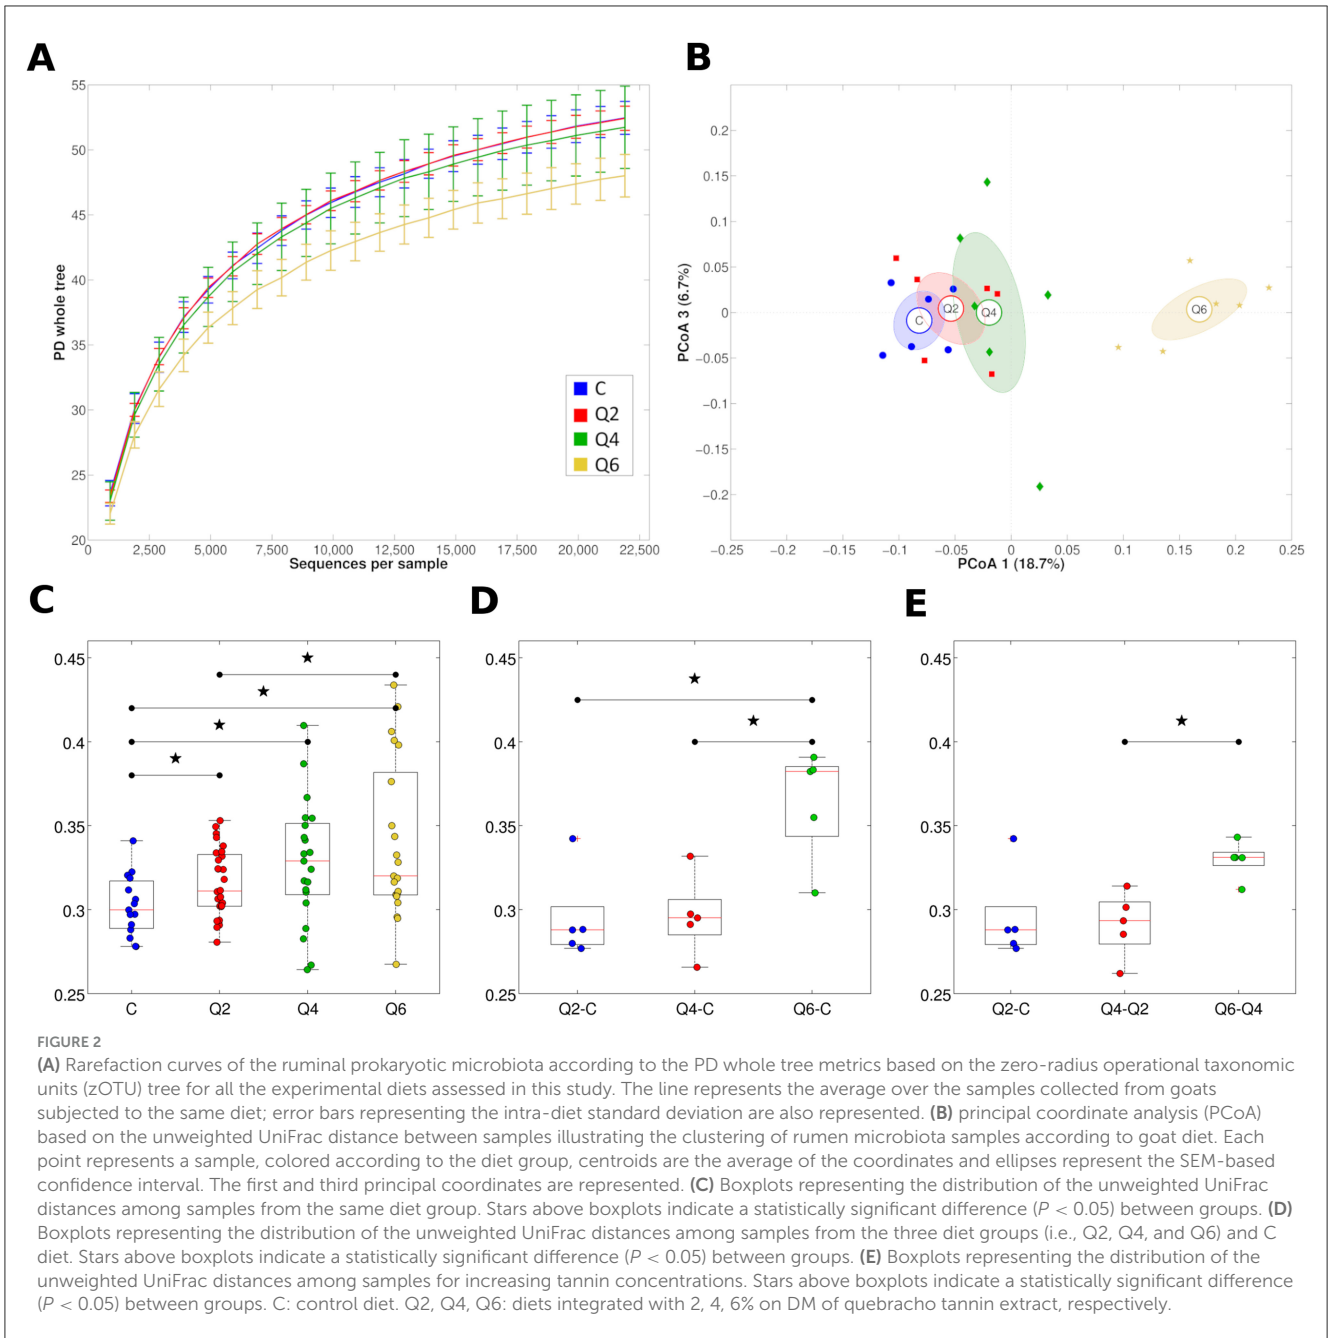 A
B
55
50
45
40
35
30
25
20
PD whole tree
0 2,500 5,000 7,500 10,000 12,500 15,000 17,500 20,000 22,500
Sequences per sample
C
Q2
Q4
Q6
0.2
0.15
0.1
0.05
0
−0.05
−0.1
−0.15
−0.2
PCoA 3 (6.7%)
C
Q2
Q4
Q6
−0.25 −0.2 −0.15 −0.1 −0.05 0 0.05 0.1 0.15 0.2 0.25
PCoA 1 (18.7%)
C
D
E
0.45
0.4
0.35
0.3
0.25
C Q2 Q4 Q6
0.45
0.4
0.35
0.3
0.25
Q2-C Q4-C Q6-C
0.45
0.4
0.35
0.3
0.25
Q2-C Q4-Q2 Q6-Q4
FIGURE 2
(A) Rarefaction curves of the ruminal prokaryotic microbiota according to the PD whole tree metrics based on the zero-radius operational taxonomic
units (zOTU) tree for all the experimental diets assessed in this study. The line represents the average over the samples collected from goats
subjected to the same diet; error bars representing the intra-diet standard deviation are also represented. (B) principal coordinate analysis (PCoA)
based on the unweighted UniFrac distance between samples illustrating the clustering of rumen microbiota samples according to goat diet. Each
point represents a sample, colored according to the diet group, centroids are the average of the coordinates and ellipses represent the SEM-based
confidence interval. The first and third principal coordinates are represented. (C) Boxplots representing the distribution of the unweighted UniFrac
distances among samples from the same diet group. Stars above boxplots indicate a statistically significant difference (P < 0.05) between groups. (D)
Boxplots representing the distribution of the unweighted UniFrac distances among samples from the three diet groups (i.e., Q2, Q4, and Q6) and C
diet. Stars above boxplots indicate a statistically significant difference (P < 0.05) between groups. (E) Boxplots representing the distribution of the
unweighted UniFrac distances among samples for increasing tannin concentrations. Stars above boxplots indicate a statistically significant difference
(P < 0.05) between groups. C: control diet. Q2, Q4, Q6: diets integrated with 2, 4, 6% on DM of quebracho tannin extract, respectively.